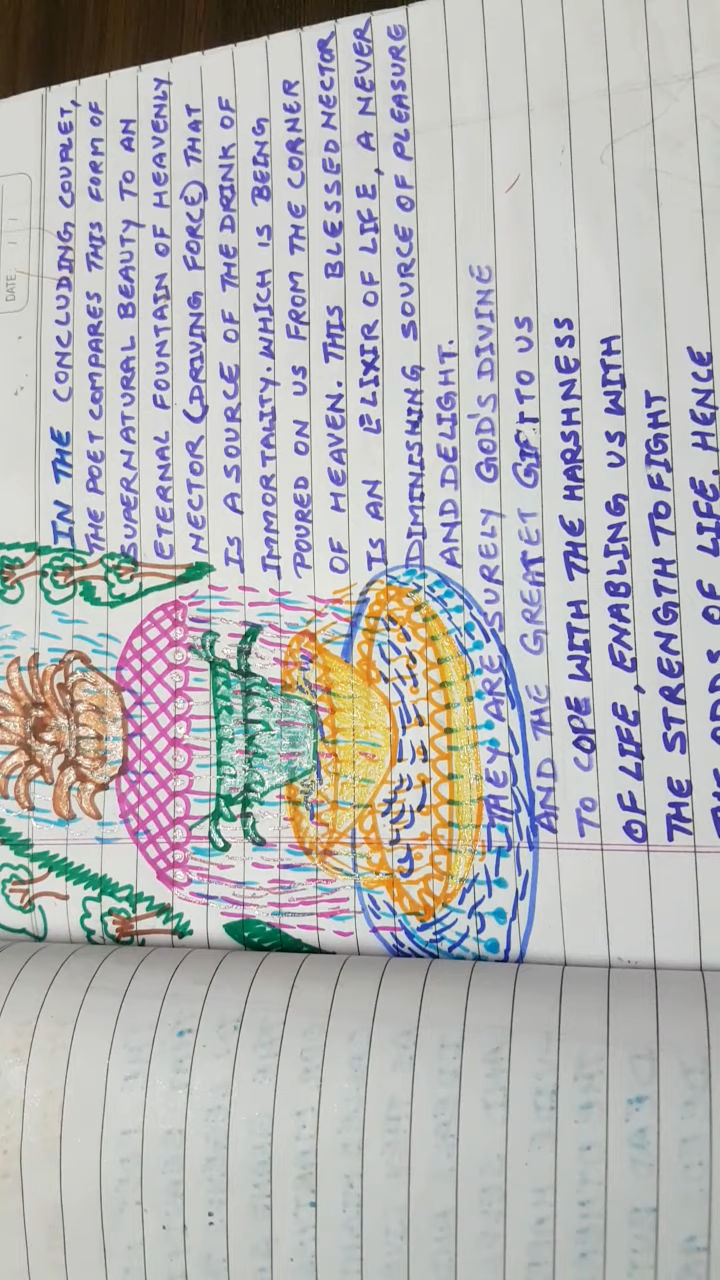 DATE / /
IN THE CONCLUDING COUPLET,
THE POET COMPARES THIS FORM OF
SUPERNATURAL BEAUTY TO AN
ETERNAL FOUNTAIN OF HEAVENLY
NECTOR (DRIVING FORCE) THAT
IS A SOURCE OF THE DRINK OF
IMMORTALITY. WHICH IS BEING
POURED ON US FROM THE CORNER
OF HEAVEN. THIS BLESSED NECTOR
IS AN ELIXIR OF LIFE, A NEVER
DIMINISHING SOURCE OF PLEASURE
AND DELIGHT.
THEY ARE SURELY GOD'S DIVINE
AND THE GREATET GIFT TO US
TO COPE WITH THE HARSHNESS
OF LIFE, ENABLING US WITH
THE STRENGTH TO FIGHT
THE ODDS OF LIFE. HENCE